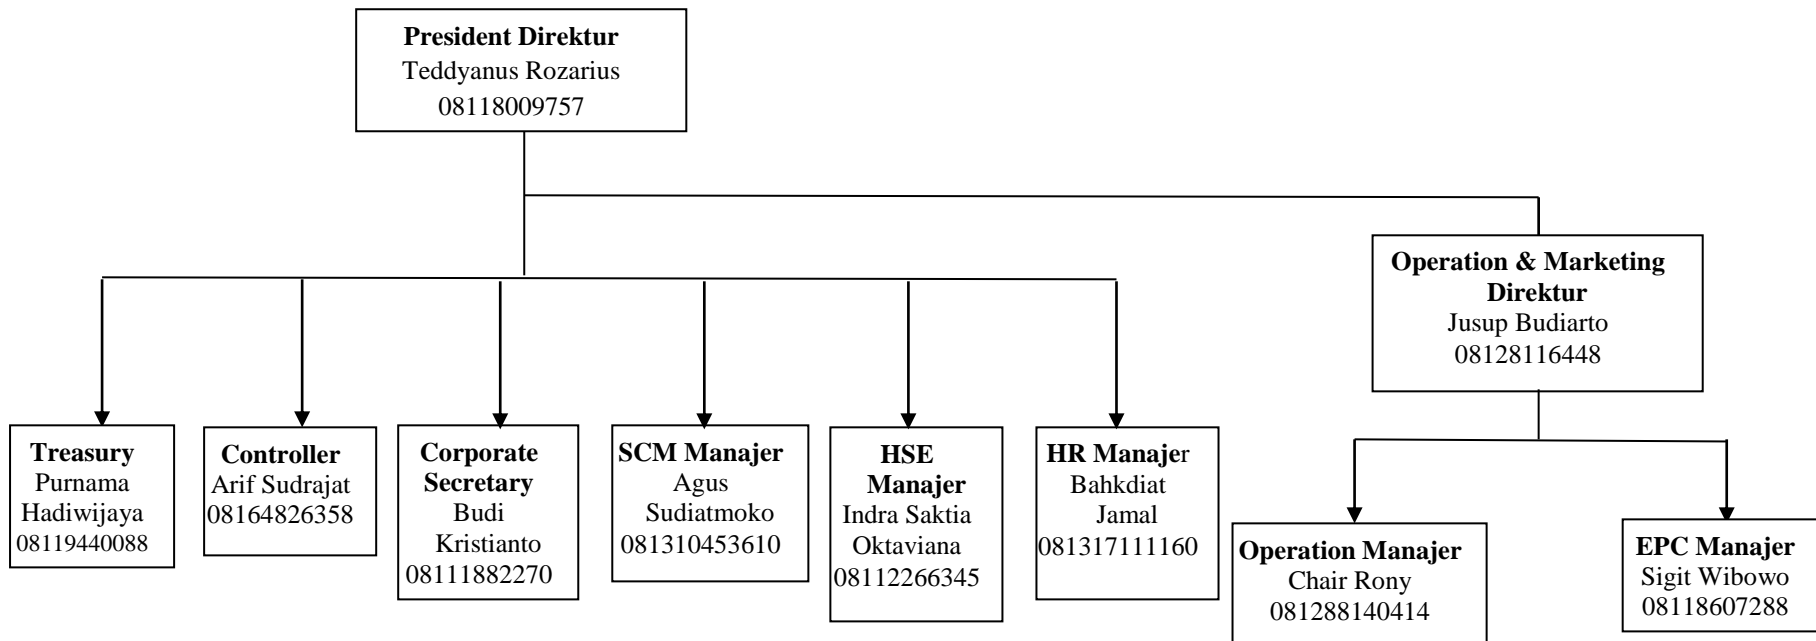 President Direktur
Teddyanus Rozarius
08118009757
Operation & Marketing
Direktur
Jusup Budiarto
08128116448
Treasury
Purnama
Hadiwijaya
08119440088
Controller
Arif Sudrajat
08164826358
Corporate
Secretary
Budi
Kristianto
08111882270
SCM Manajer
Agus
Sudiatmoko
081310453610
HSE
Manajer
Indra Saktia
Oktaviana
08112266345
HR Manajer
Bahkdiat
Jamal
081317111160
Operation Manajer
Chair Rony
081288140414
EPC Manajer
Sigit Wibowo
08118607288